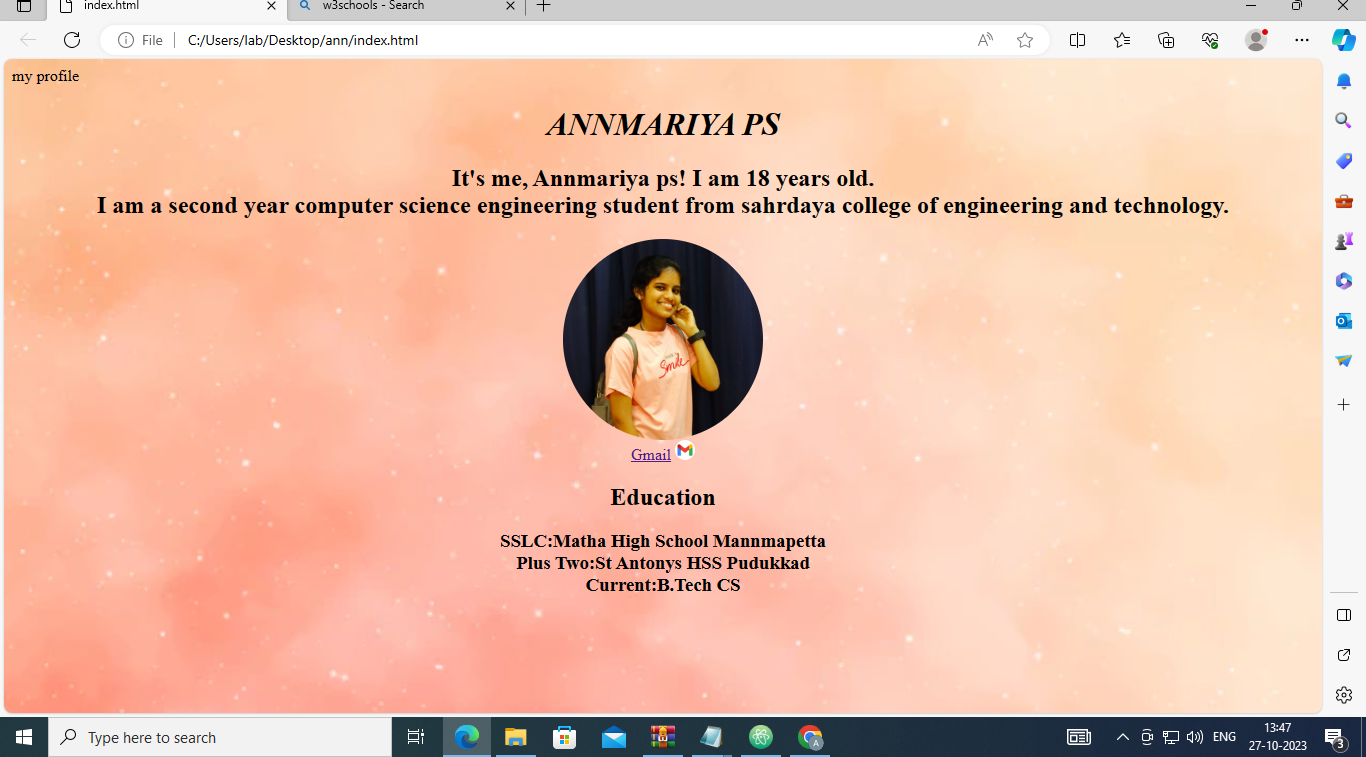 index.html
w3schools - Search
File
C:/Users/lab/Desktop/ann/index.html
my profile
ANNMARIYA PS
It's me, Annmariya ps! I am 18 years old.
I am a second year computer science engineering student from sahrdaya college of engineering and technology.
Smile
Gmail
Education
SSLC:Matha High School Mannmapetta
Plus Two:St Antonys HSS Pudukkad
Current:B.Tech CS
Type here to search
ENG
13:47
27-10-2023
3